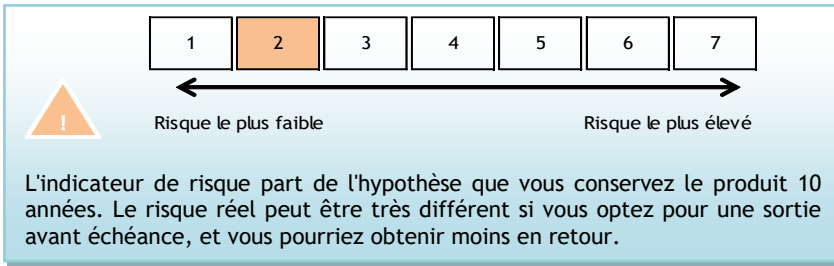 1 2 3 4 5 6 7
!
Risque le plus faible Risque le plus élevé
L'indicateur de risque part de l'hypothèse que vous conservez le produit 10
années. Le risque réel peut être très différent si vous optez pour une sortie
avant échéance, et vous pourriez obtenir moins en retour.